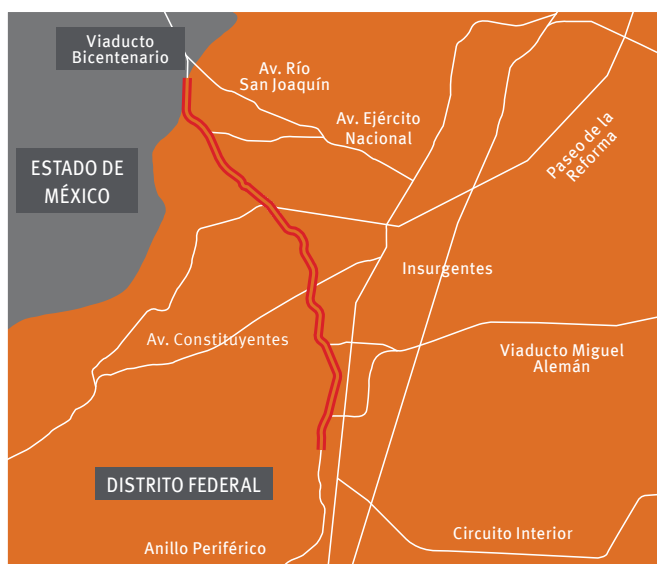 Viaducto
Bicentenario
Av. Río
San Joaquín
Av. Ejército
Nacional
Paseo de la
Reforma
ESTADO DE
MÉXICO
Insurgentes
Av. Constituyentes
Viaducto Miguel
Alemán
DISTRITO FEDERAL
Circuito Interior
Anillo Periférico